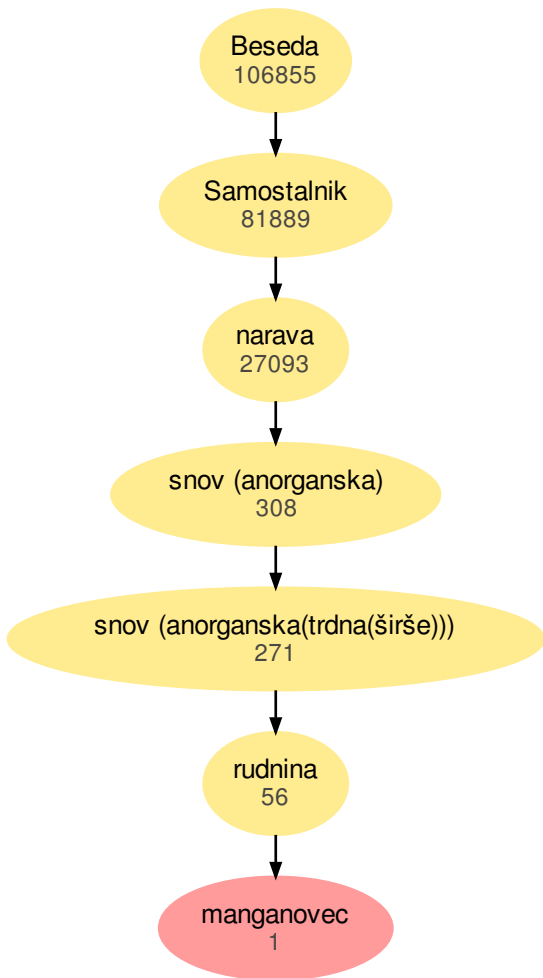 Beseda
106855
Samostalnik
81889
narava
27093
snov (anorganska)
308
snov (anorganska(trdna(širše)))
271
rudnina
56
manganovec
1